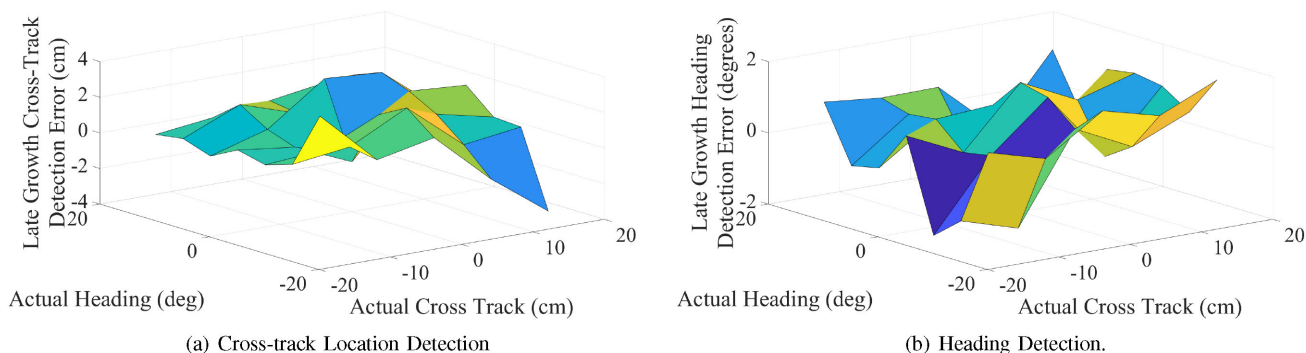 Late Growth Cross-Track
Detection Error (cm)
4
2
0
-2
-4
20
0
-20
Actual Heading (deg)
-20
-10
0
10
20
Actual Cross Track (cm)
(a) Cross-track Location Detection
Late Growth Heading
Detection Error (degrees)
2
0
-2
20
0
-20
Actual Heading (deg)
-20
-10
0
10
20
Actual Cross Track (cm)
(b) Heading Detection.